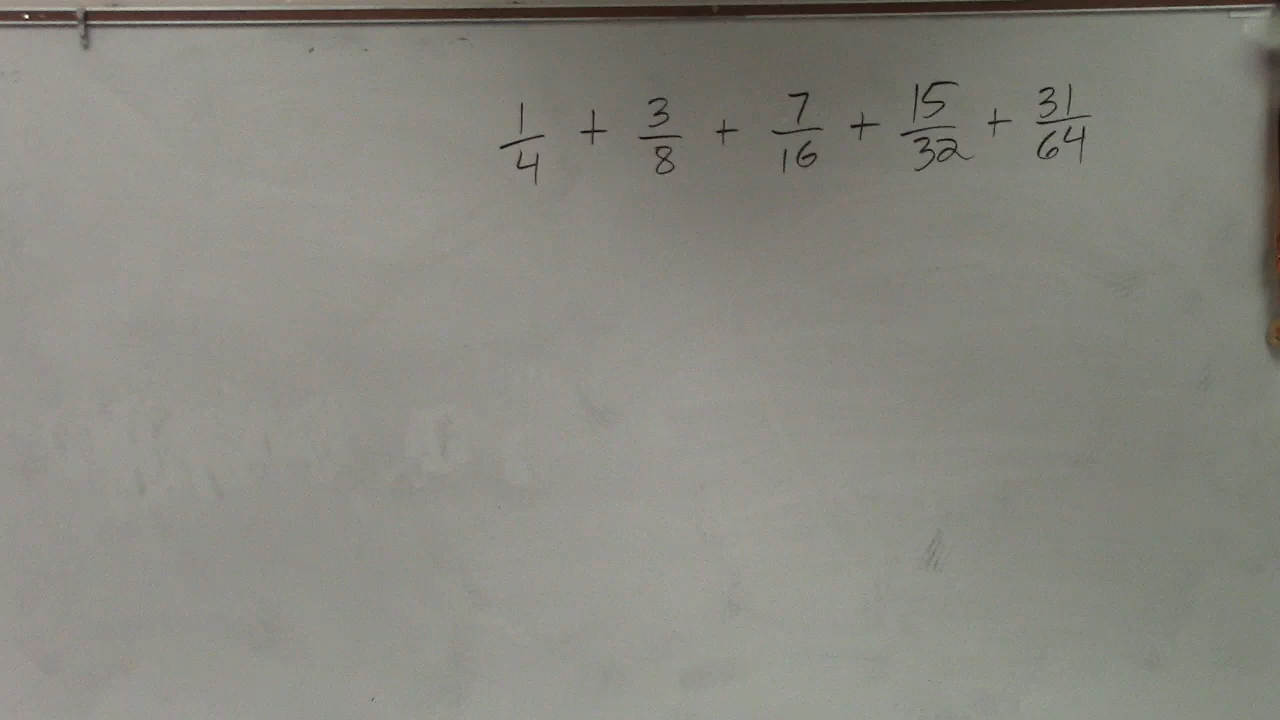 1/4 + 3/8 + 7/16 + 15/32 + 31/64